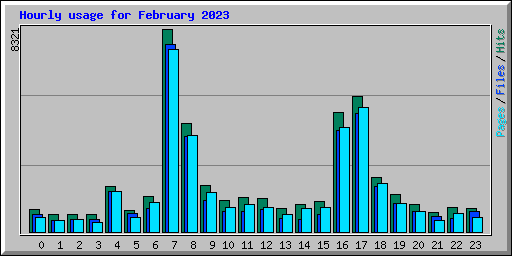 Hourly usage for February 2023
8321
Pages/Files/Hits
0 1 2 3 4 5 6 7 8 9 10 11 12 13 14 15 16 17 18 19 20 21 22 23